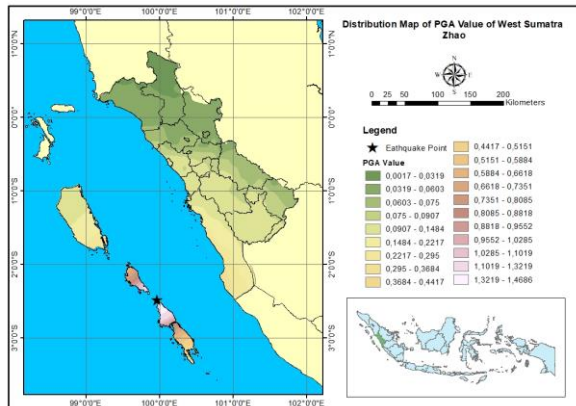 Distribution Map of PGA Value of West Sumatra
Zhao
N
W E
S
0 25 50 100 150 200
Kilometers
Legend
Eathquake Point
PGA Value
0,0017 - 0,0319
0,0319 - 0,0603
0,0603 - 0,075
0,075 - 0,0907
0,0907 - 0,1484
0,1484 - 0,2217
0,2217 - 0,295
0,295 - 0,3684
0,3684 - 0,4417
0,4417 - 0,5151
0,5151 - 0,5884
0,5884 - 0,6618
0,6618 - 0,7351
0,7351 - 0,8085
0,8085 - 0,8818
0,8818 - 0,9552
0,9552 - 1,0285
1,0285 - 1,1019
1,1019 - 1,3219
1,3219 - 1,4686
99°0'0"E 100°0'0"E 101°0'0"E 102°0'0"E
1°0'0"N
0°0'0"
1°0'0"S
2°0'0"S
3°0'0"S
99°0'0"E 100°0'0"E 101°0'0"E 102°0'0"E